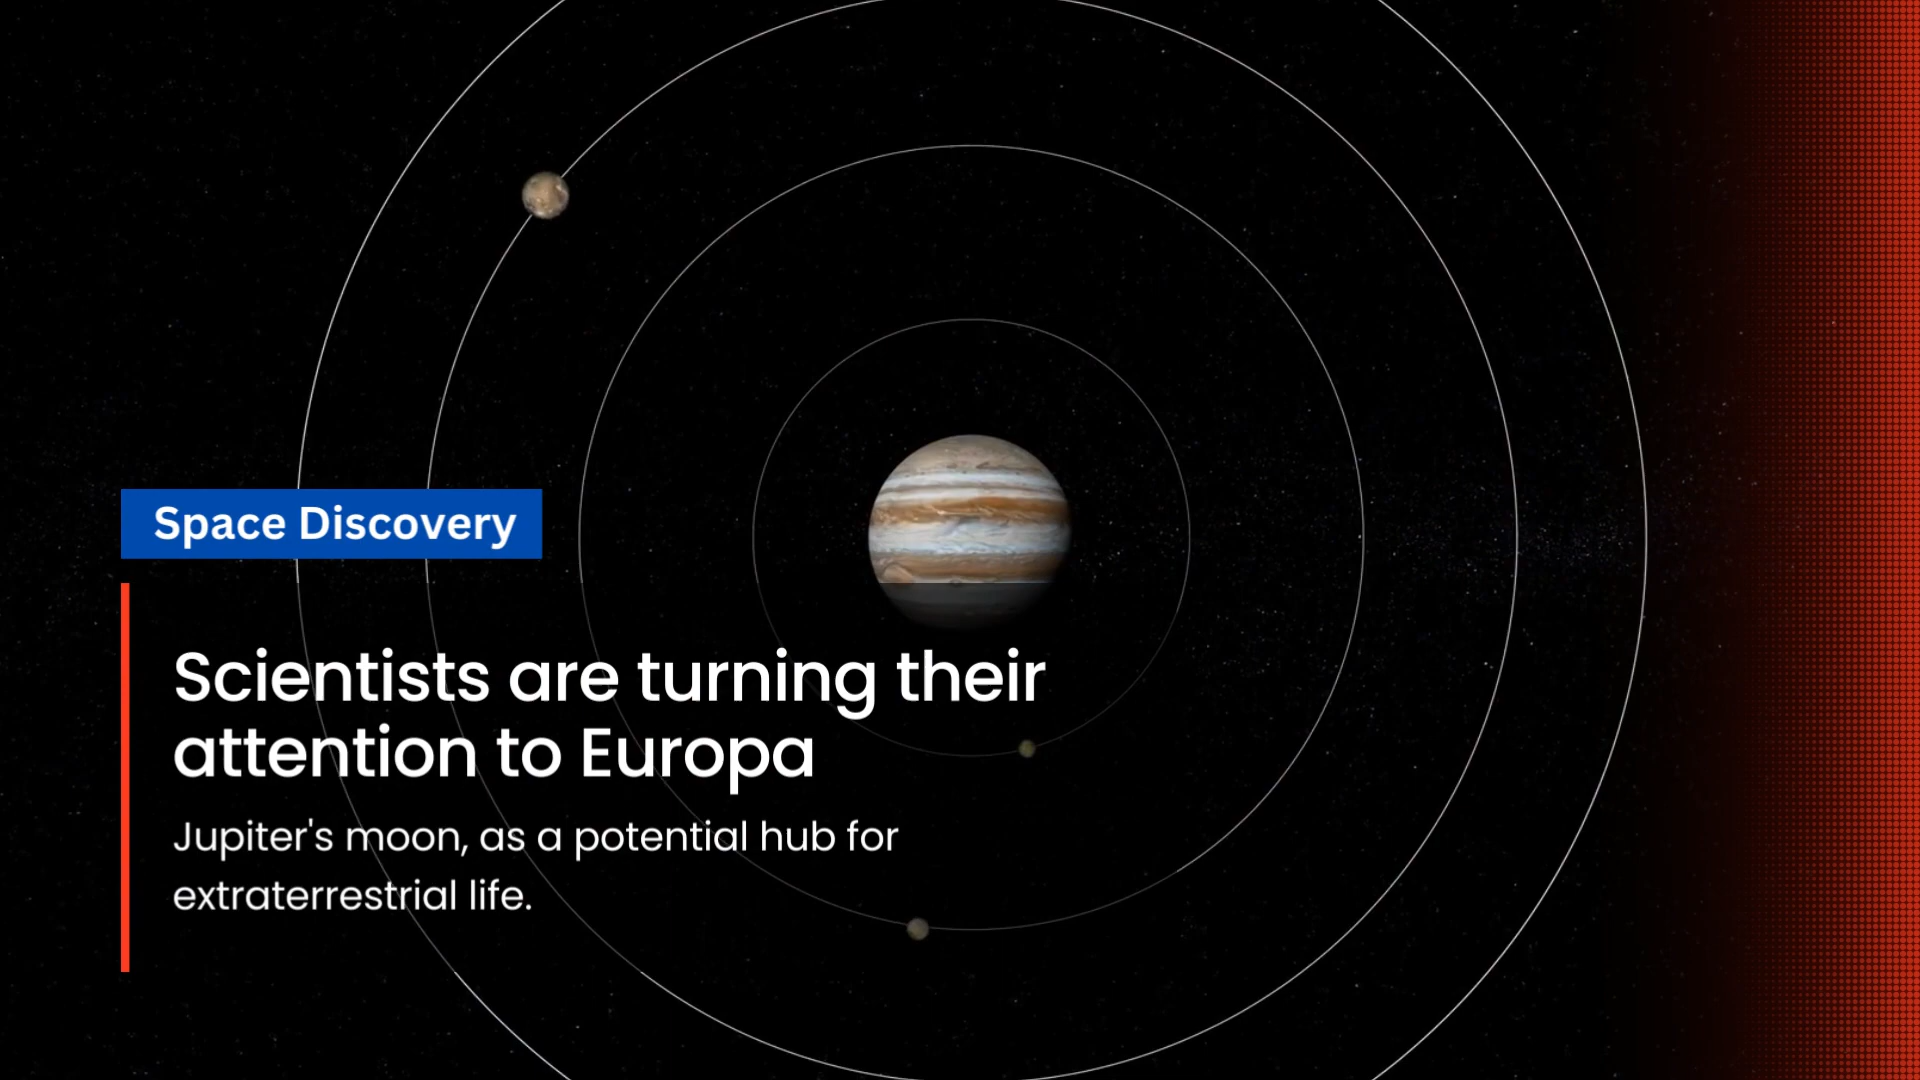 Space Discovery
Scientists are turning their
attention to Europa
Jupiter's moon, as a potential hub for
extraterrestrial life.